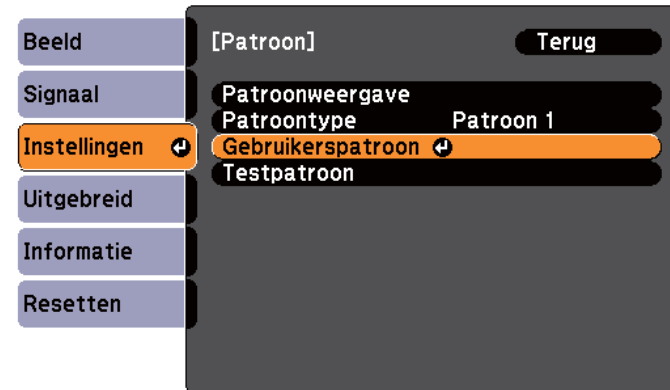 Beeld
Signaal
Instellingen
Uitgebreid
Informatie
Resetten
[Patroon] Terug
Patroonweergave
Patroontype Patroon 1
Gebruikerspatroon
Testpatroon